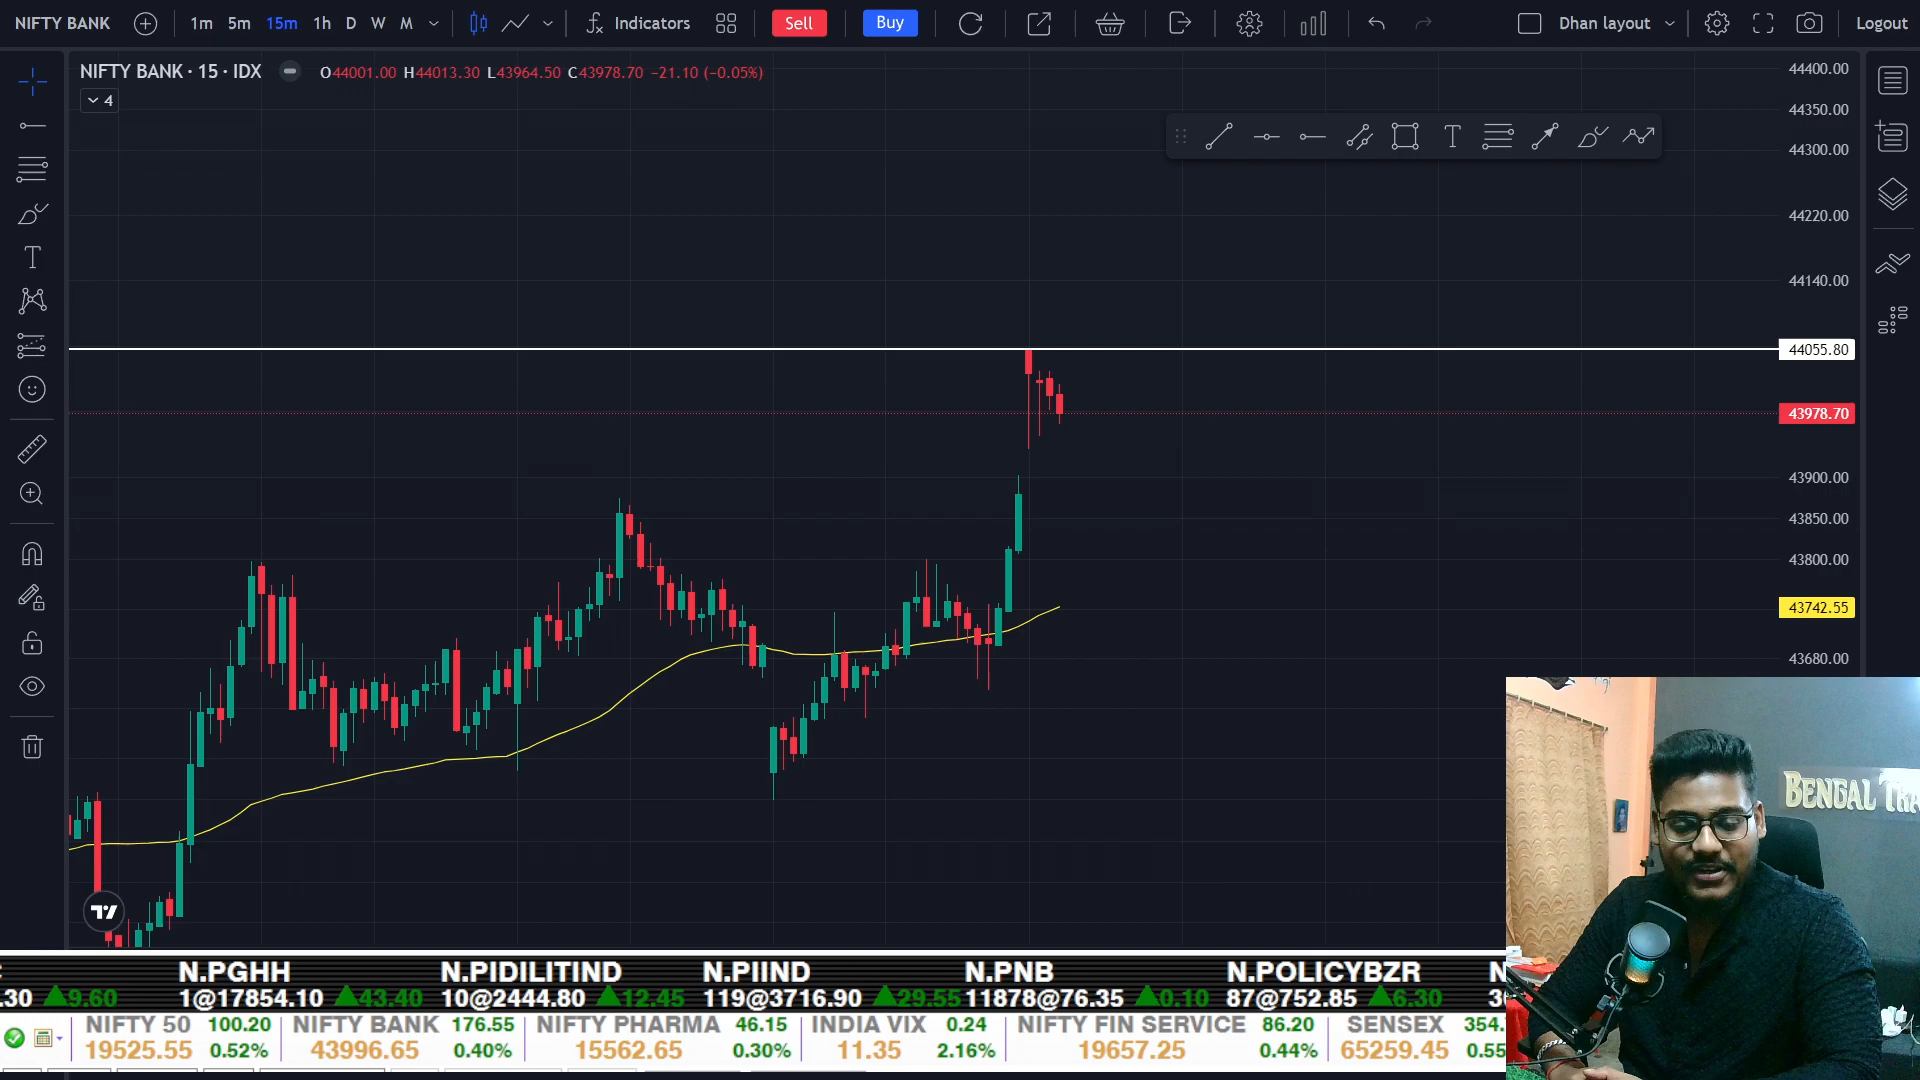 NIFTY BANK 1m 5m 15m 1h D W M Indicators Sell Buy Dhan layout Logout
NIFTY BANK · 15 · IDX O44001.00 H44013.30 L43964.50 C43978.70 −21.10 (−0.05%)
4
44400.00
44350.00
44300.00
44220.00
44140.00
44055.80
43978.70
43900.00
43850.00
43800.00
43742.55
43680.00
BENGAL TRA
N.PGHH N.PIDILITIND N.PIIND N.PNB N.POLICYBZR N
.30 ▲9.60 1@17854.10 ▲43.40 10@2444.80 ▲12.45 119@3716.90 ▲29.55 11878@76.35 ▲0.10 87@752.85 ▲6.30
NIFTY 50 100.20 NIFTY BANK 176.55 NIFTY PHARMA 46.15 INDIA VIX 0.24 NIFTY FIN SERVICE 86.20 SENSEX 354.
19525.55 0.52% 43996.65 0.40% 15562.65 0.30% 11.35 2.16% 19657.25 0.44% 65259.45 0.55